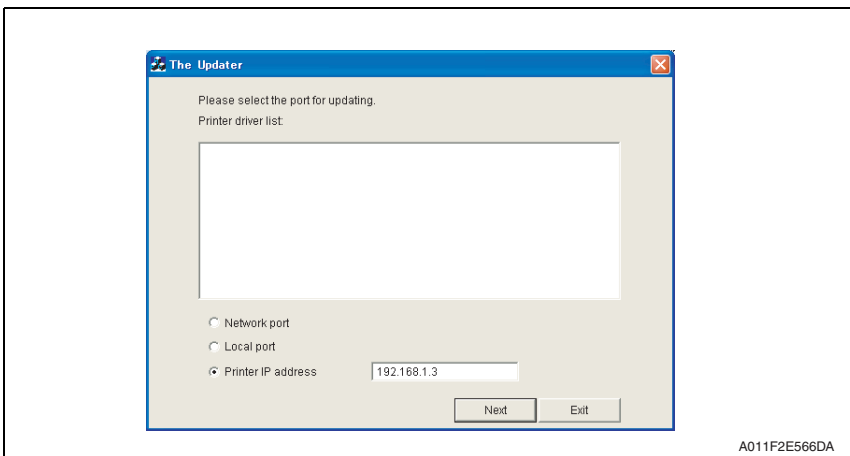 The Updater
Please select the port for updating.
Printer driver list:
Network port
Local port
Printer IP address 192.168.1.3
Next Exit
A011F2E566DA